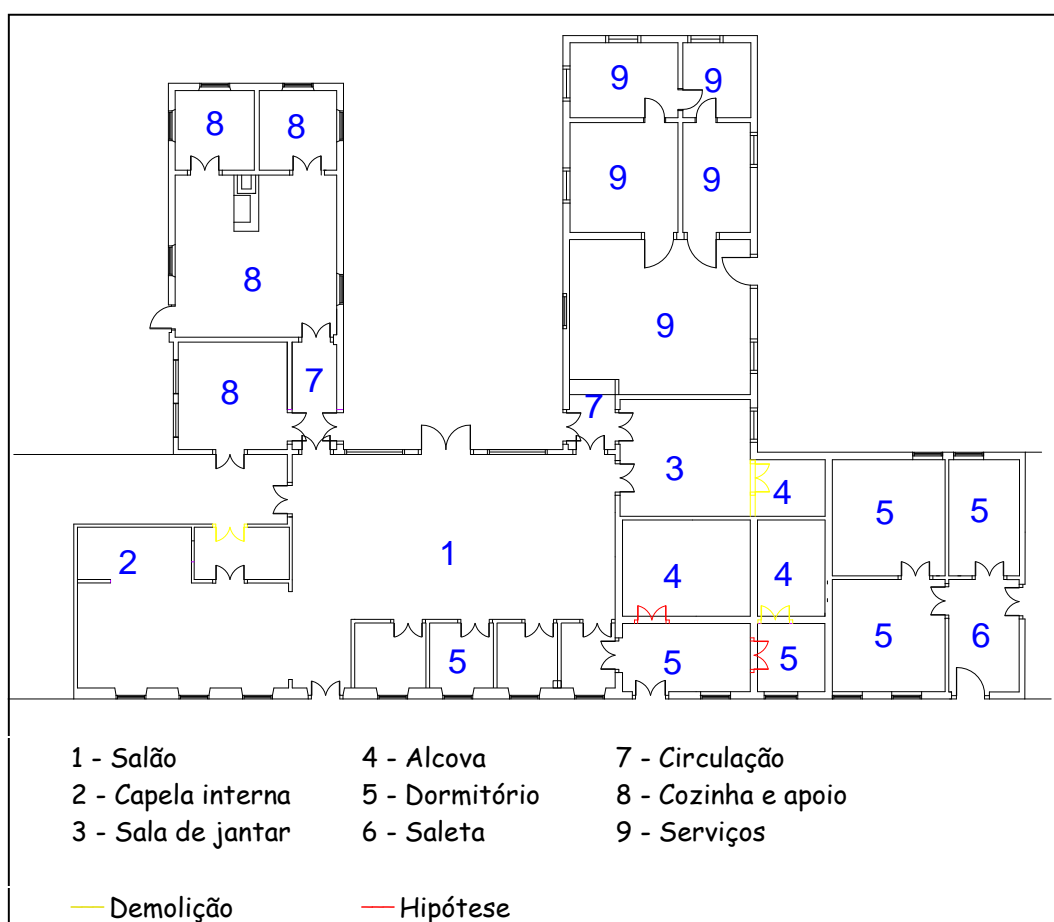 9 9
8 8
9 9
8
9
8 7
7
3
4
5 5
2 1 4 4
5 5 5 5 6
1 - Salão 4 - Alcova 7 - Circulação
2 - Capela interna 5 - Dormitório 8 - Cozinha e apoio
3 - Sala de jantar 6 - Saleta 9 - Serviços
Demolição Hipótese